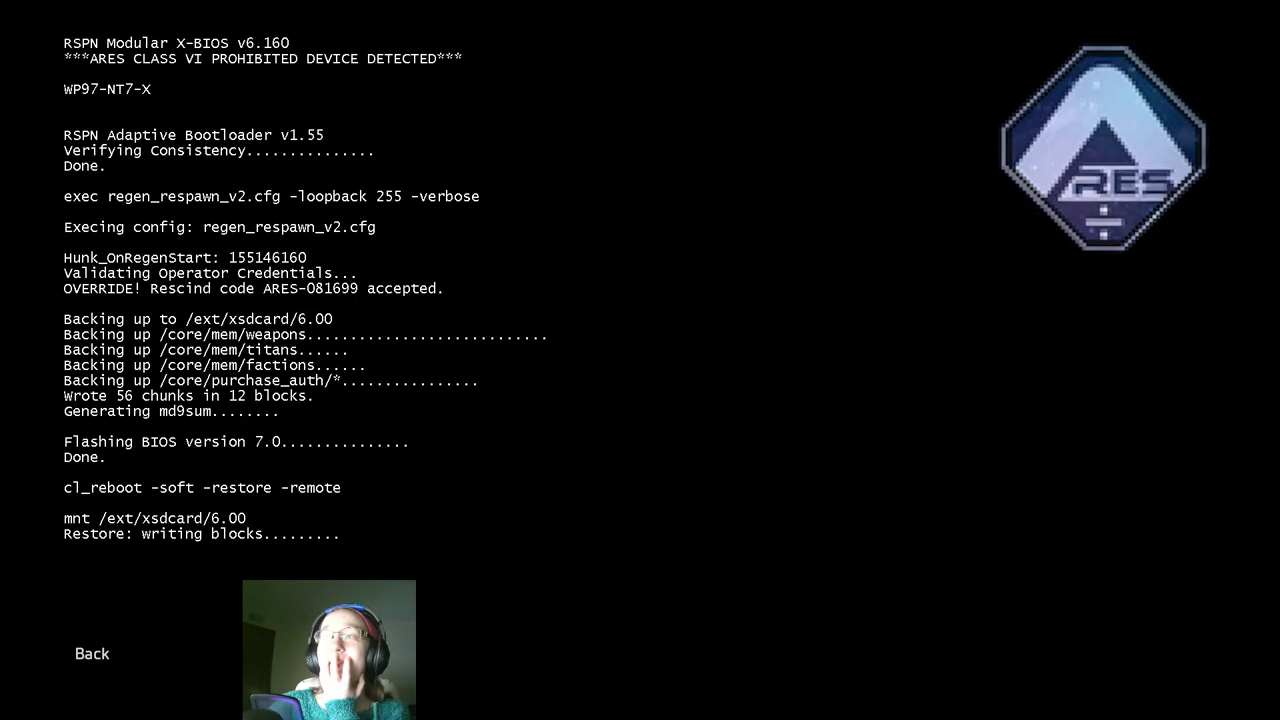 RSPN Modular X-BIOS v6.160
***ARES CLASS VI PROHIBITED DEVICE DETECTED***
WP97-NT7-X
RSPN Adaptive Bootloader v1.55
Verifying Consistency...............
Done.
exec regen_respawn_v2.cfg -loopback 255 -verbose
Execing config: regen_respawn_v2.cfg
Hunk_OnRegenStart: 155146160
Validating Operator Credentials...
OVERRIDE! Rescind code ARES-081699 accepted.
Backing up to /ext/xsdcard/6.00
Backing up /core/mem/weapons............................
Backing up /core/mem/titans......
Backing up /core/mem/factions......
Backing up /core/purchase_auth/*................
Wrote 56 chunks in 12 blocks.
Generating md9sum........
Flashing BIOS version 7.0...............
Done.
cl_reboot -soft -restore -remote
mnt /ext/xsdcard/6.00
Restore: writing blocks.........
Back
ARES